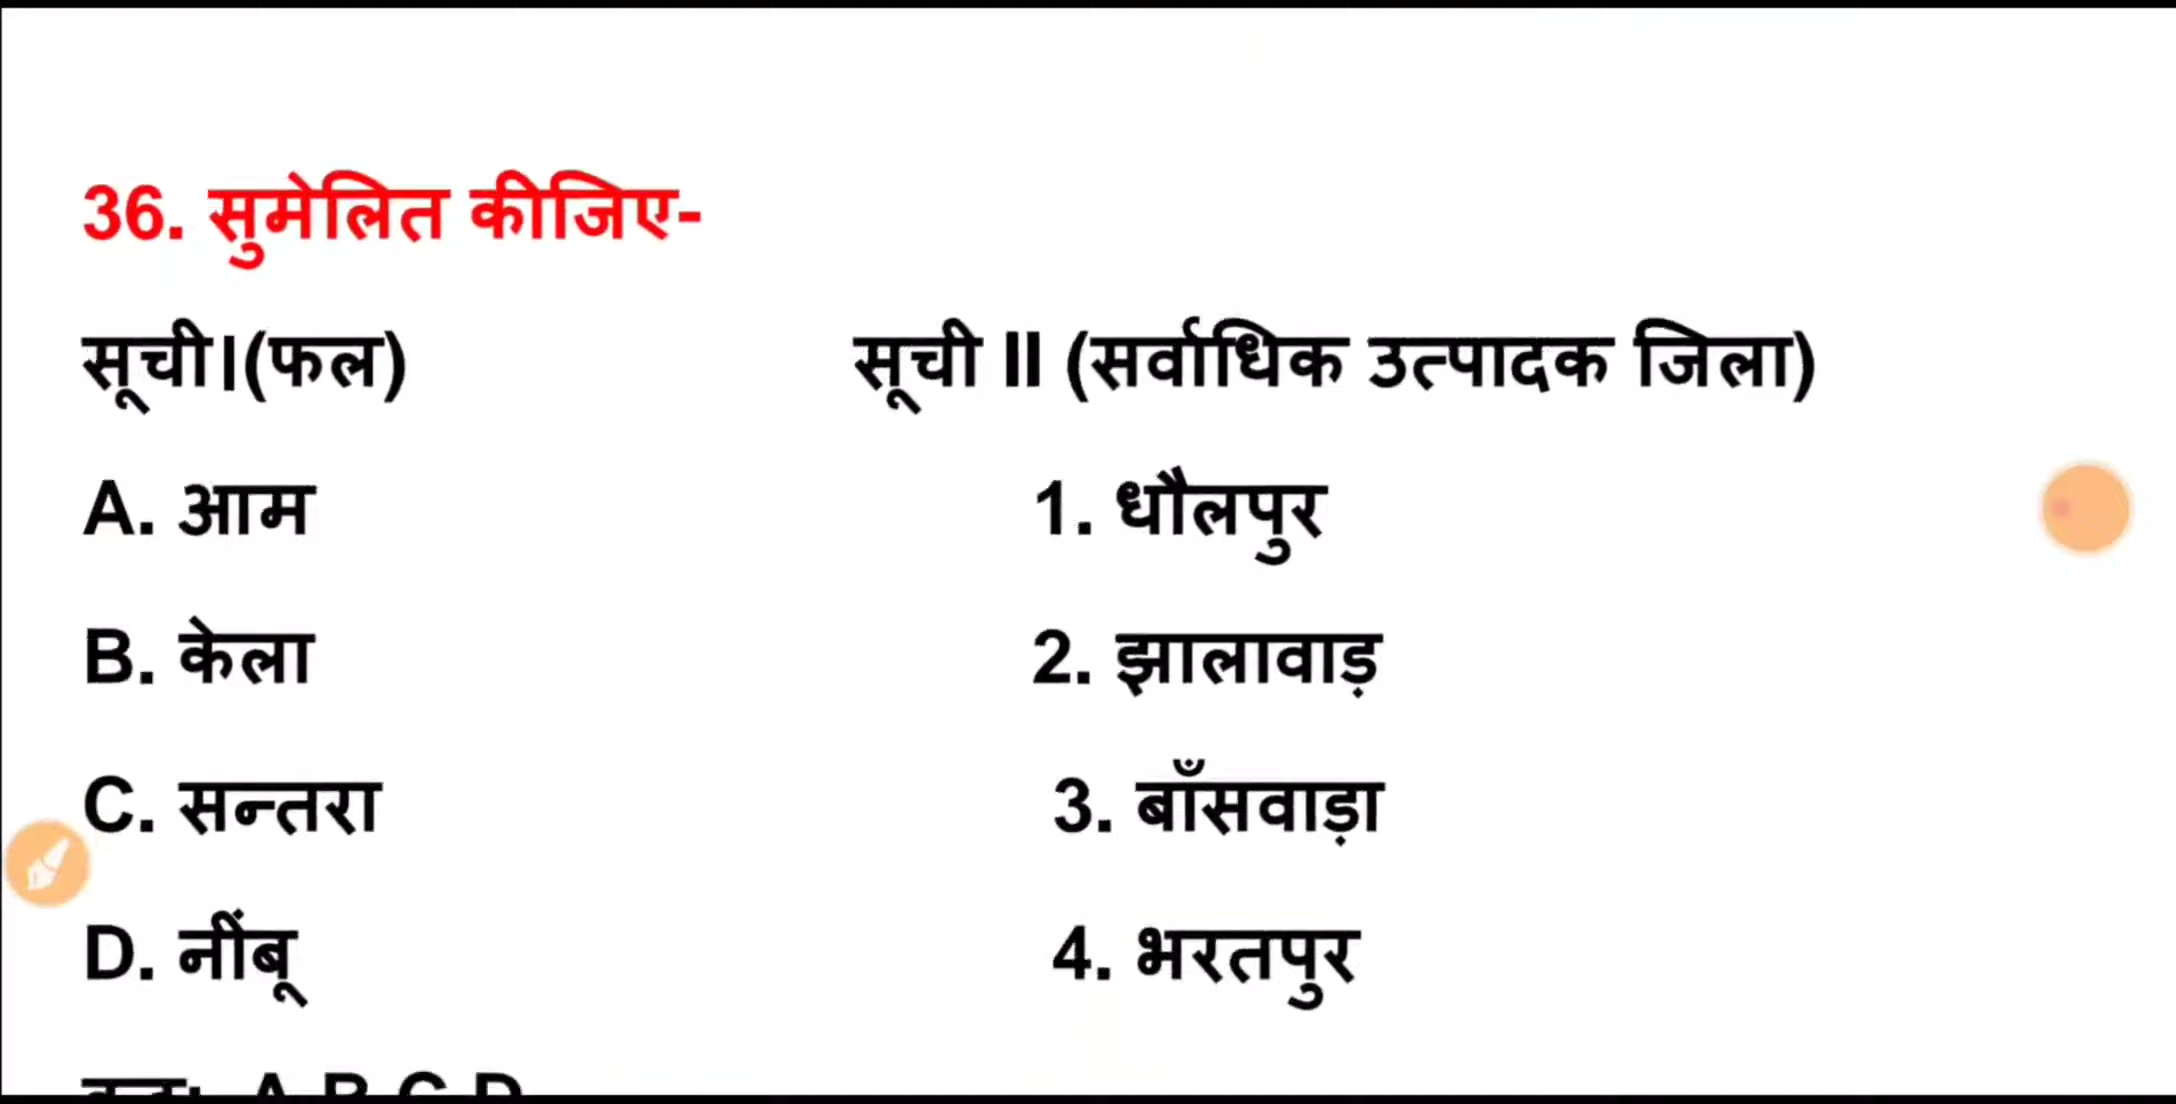 36. सुमेलित कीजिए-
सूची।(फल) सूची II (सर्वाधिक उत्पादक जिला)
A. आम 1. धौलपुर
B. केला 2. झालावाड़
C. सन्तरा 3. बाँसवाड़ा
D. नींबू 4. भरतपुर
A B C D